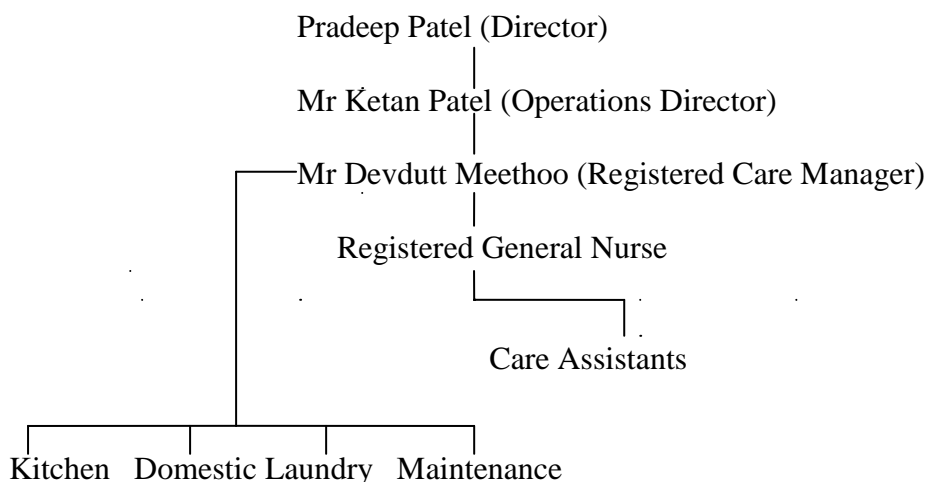 Pradeep Patel (Director)
Mr Ketan Patel (Operations Director)
Mr Devdutt Meethoo (Registered Care Manager)
Registered General Nurse
Care Assistants
Kitchen Domestic Laundry Maintenance